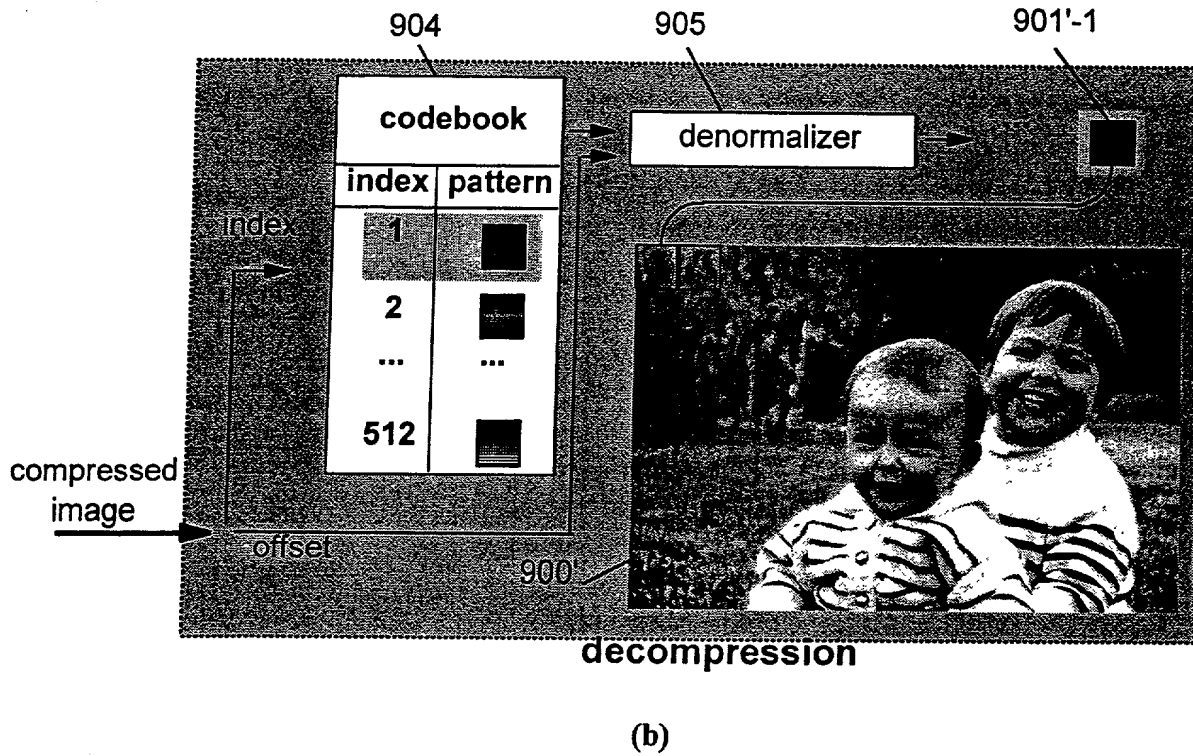 904 905 901'-1
codebook
denormalizer
index pattern
index
1
2
... ...
512
compressed
image
offset
900'
decompression
(b)